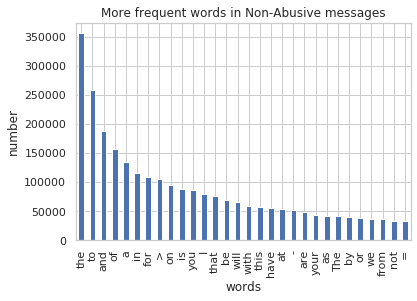 More frequent words in Non-Abusive messages
number
350000
300000
250000
200000
150000
100000
50000
0
the
to
and
of
a
in
for
>
on
is
you
I
that
be
will
with
this
have
at
-
are
your
as
The
by
or
we
from
not
=
words